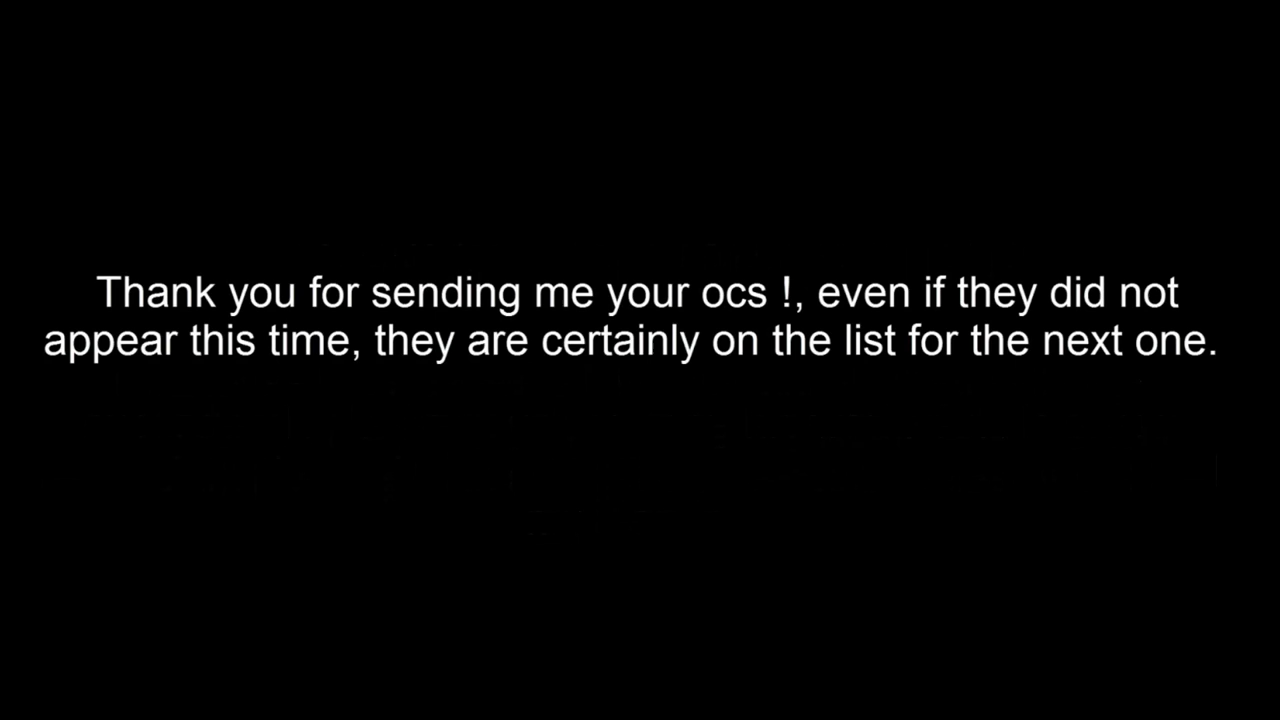 Thank you for sending me your ocs !, even if they did not
appear this time, they are certainly on the list for the next one.